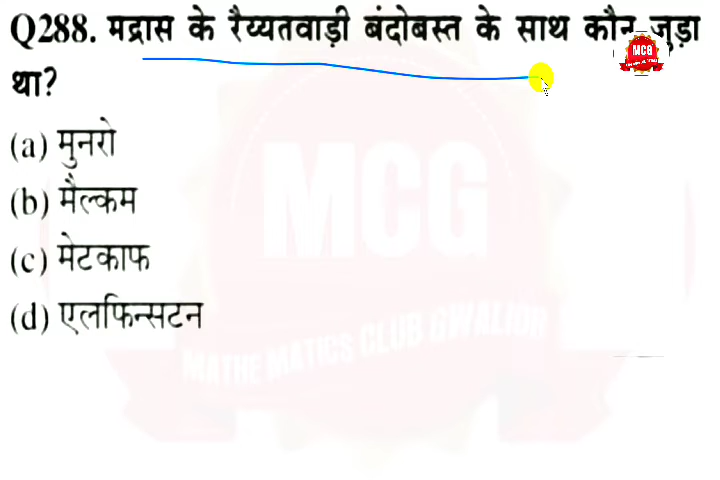 Q288. मद्रास के रैय्यतवाड़ी बंदोबस्त के साथ कौन जुड़ा
था?
(a) मुनरो
(b) मैल्कम
(c) मेटकाफ
(d) एलफिन्सटन
MCG
MCG
MATHEMATICS CLUB GWALIOR